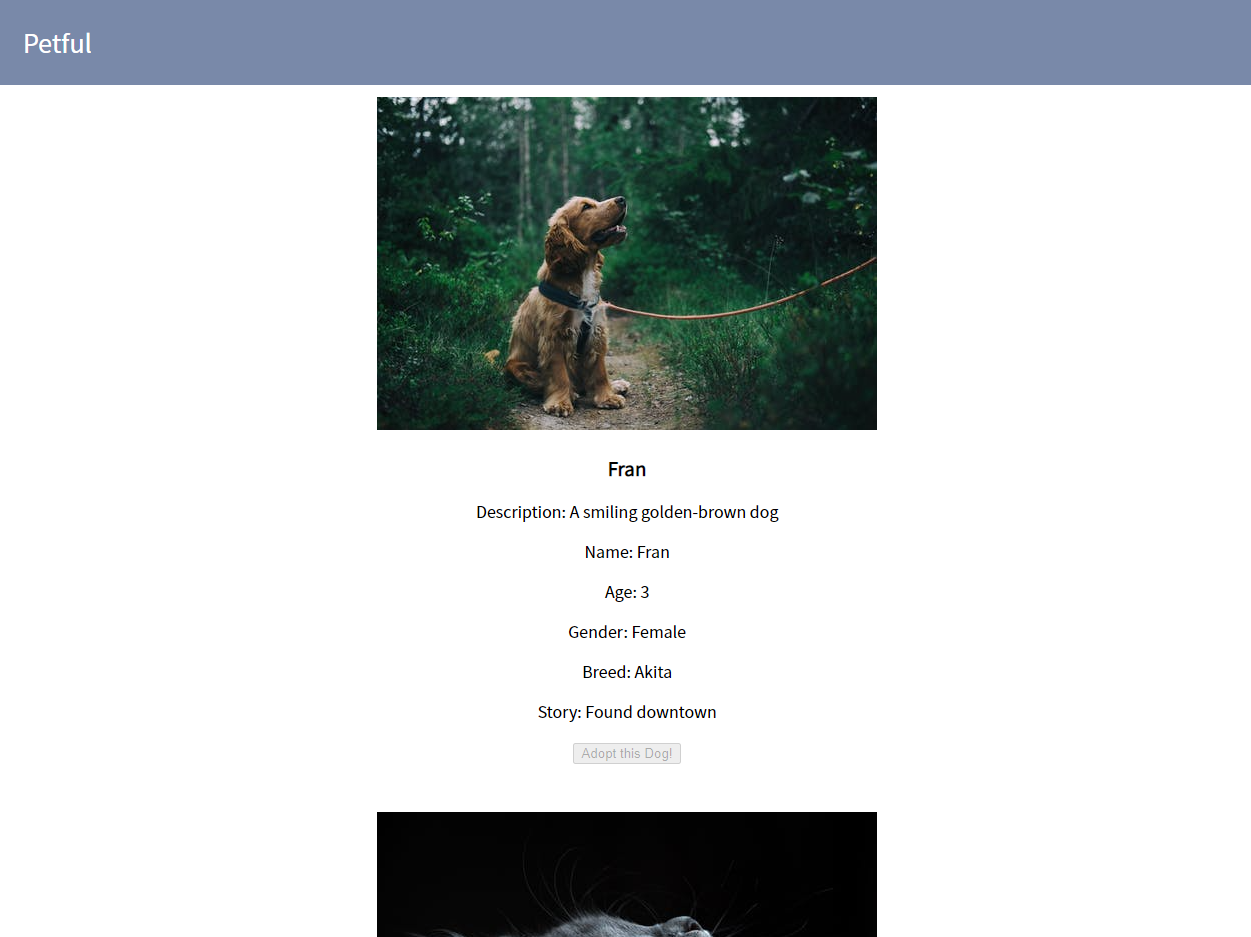 Petful
Fran
Description: A smiling golden-brown dog
Name: Fran
Age: 3
Gender: Female
Breed: Akita
Story: Found downtown
Adopt this Dog!